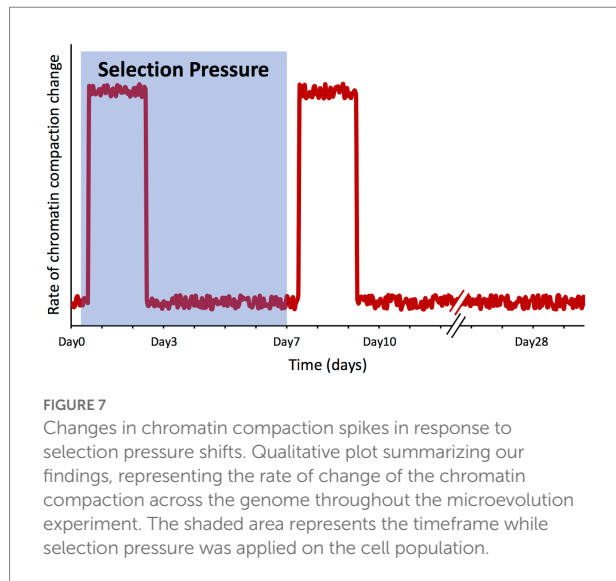 Selection Pressure
Rate of chromatin compaction change
Day0 Day3 Day7 Day10 Day28
Time (days)
FIGURE 7
Changes in chromatin compaction spikes in response to
selection pressure shifts. Qualitative plot summarizing our
findings, representing the rate of change of the chromatin
compaction across the genome throughout the microevolution
experiment. The shaded area represents the timeframe while
selection pressure was applied on the cell population.